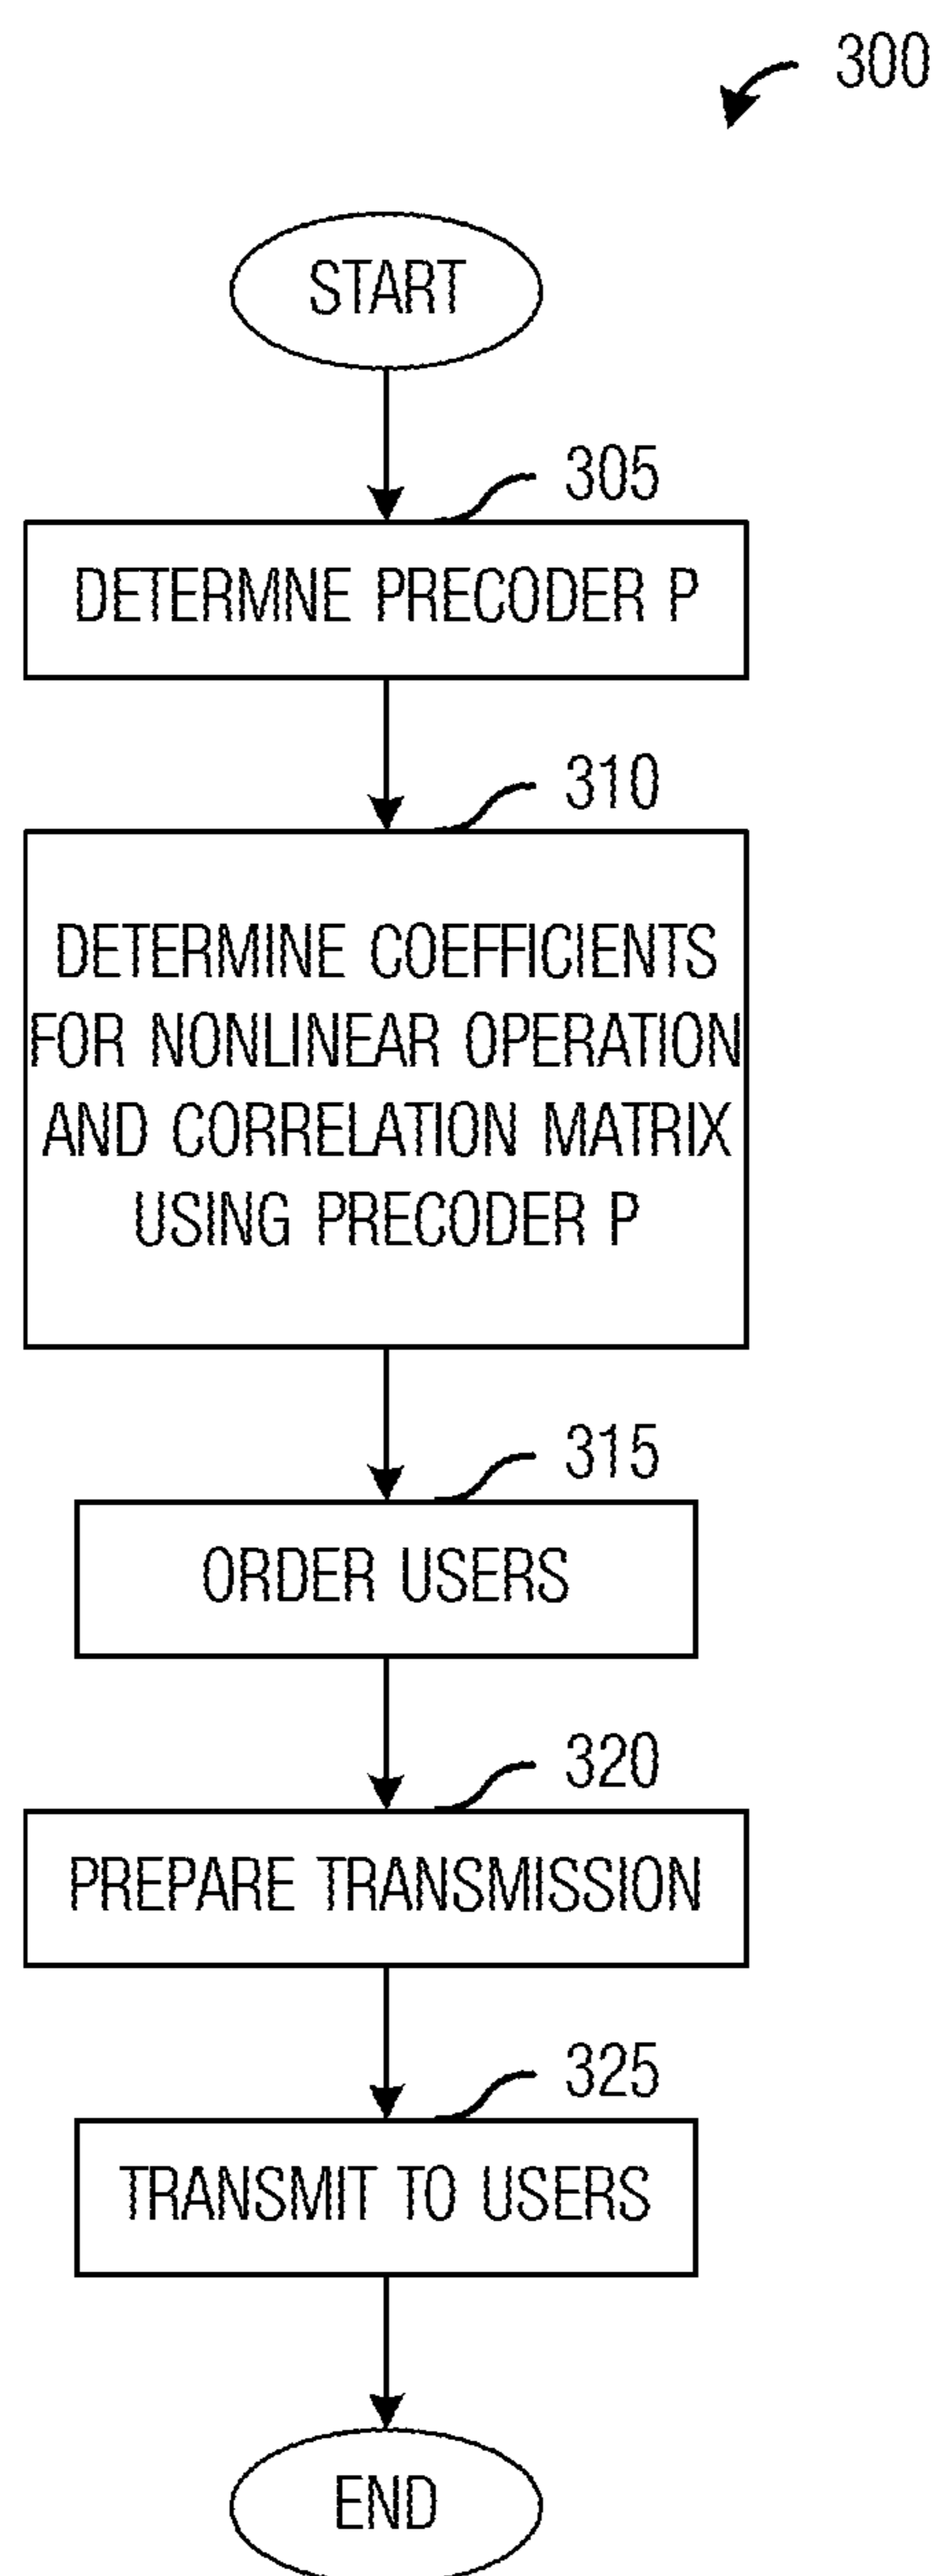 300
START
305
DETERMNE PRECODER P
310
DETERMINE COEFFICIENTS
FOR NONLINEAR OPERATION
AND CORRELATION MATRIX
USING PRECODER P
315
ORDER USERS
320
PREPARE TRANSMISSION
325
TRANSMIT TO USERS
END